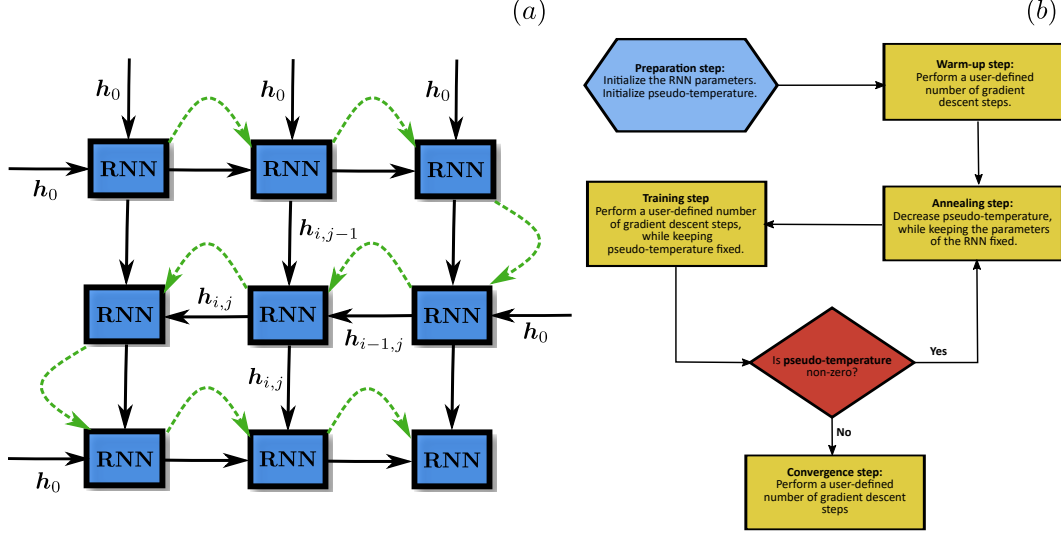 (a)
h₀ h₀ h₀
RNN RNN RNN
h₀
h_{i,j−1}
h_{i,j}
RNN RNN RNN
h_{i−1,j}
h₀
h_{i,j}
RNN RNN RNN
h₀
(b)
Preparation step:
Initialize the RNN parameters.
Initialize pseudo-temperature.
Warm-up step:
Perform a user-defined
number of gradient
descent steps.
Annealing step:
Decrease pseudo-temperature,
while keeping the parameters
of the RNN fixed.
Training step
Perform a user-defined number
of gradient descent steps,
while keeping
pseudo-temperature fixed.
Is pseudo-temperature
non-zero?
Yes
No
Convergence step:
Perform a user-defined
number of gradient descent
steps